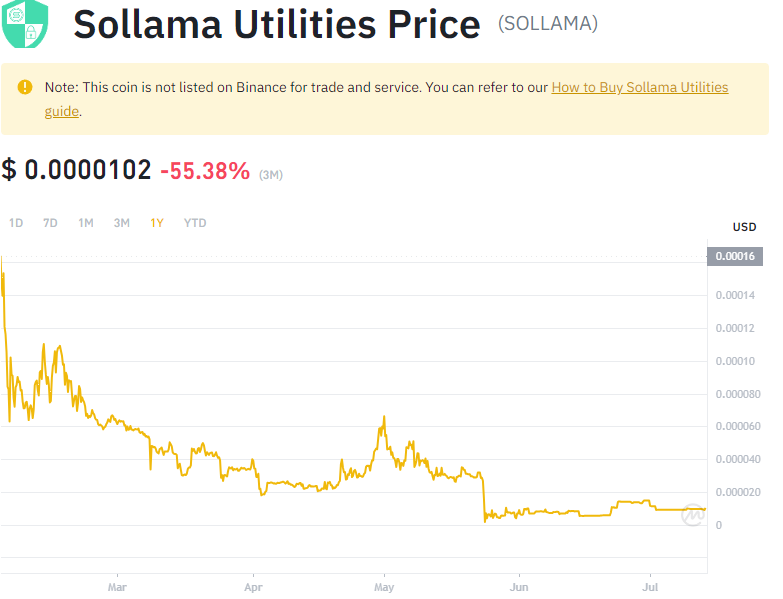 Sollama Utilities Price (SOLLAMA)
Note: This coin is not listed on Binance for trade and service. You can refer to our How to Buy Sollama Utilities
guide.
$ 0.0000102 -55.38% (3M)
1D 7D 1M 3M 1Y YTD
USD
0.00016
0.00014
0.00012
0.00010
0.000080
0.000060
0.000040
0.000020
0
Mar Apr May Jun Jul